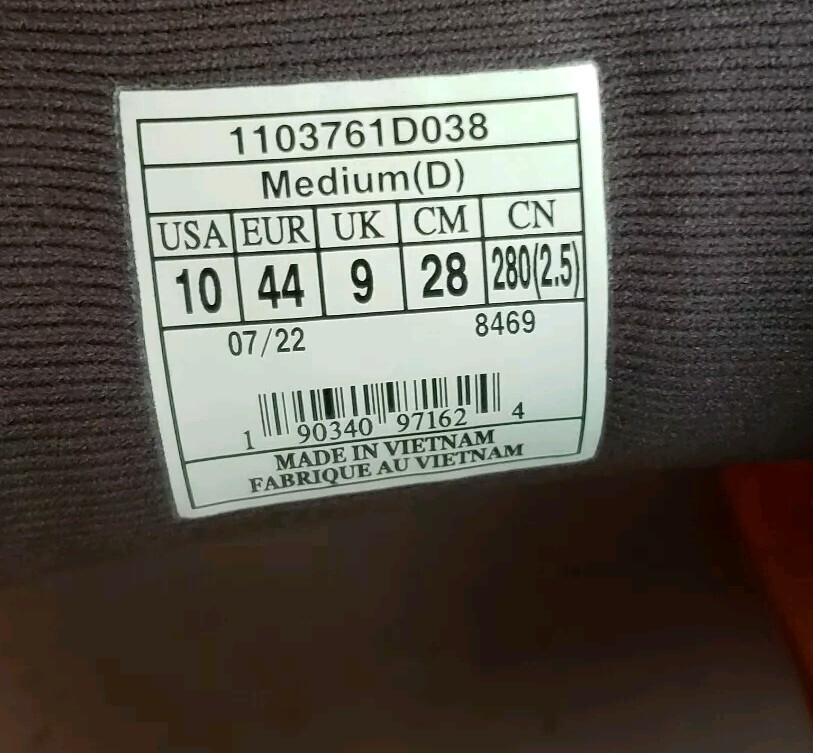 1103761D038
Medium(D)
USA EUR UK CM CN
10 44 9 28 280(2.5)
07/22 8469
1 90340 97162 4
MADE IN VIETNAM
FABRIQUE AU VIETNAM